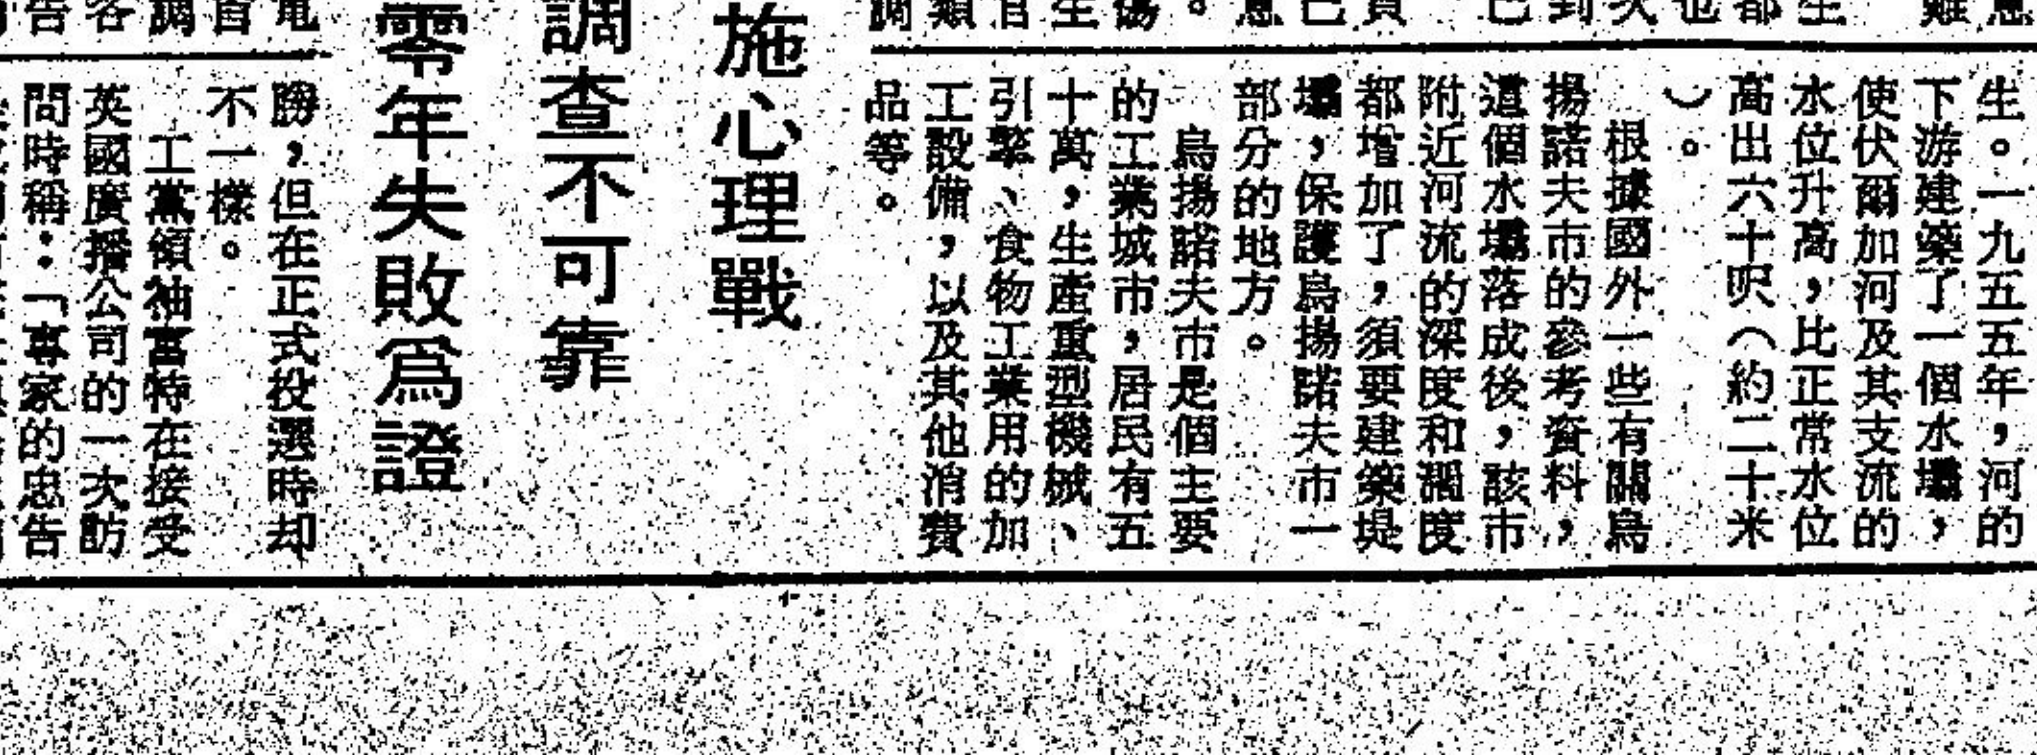 生。一九五五年，河的
下游建築了一個水壩，
使伏爾加河及其支流的
水位升高，比正常水位
高出六十呎（約二十米
）。
根據國外一些有關烏
揚諾夫市的參考資料，
這個水壩落成後，該市
附近河流的深度和濶度
都增加了，須要建築堤
壩，保護烏揚諾夫市一
部分的地方。
烏揚諾夫市是個主要
的工業城市，居民有五
十萬，生產重型機械、
引擎、食物工業用的加
工設備，以及其他消費
品等。
施心理戰
調查不可靠
零年失敗爲證
勝，但在正式投選時却
不一樣。
工黨領袖富特在接受
英國廣播公司的一次訪
問時稱：「專家的忠告